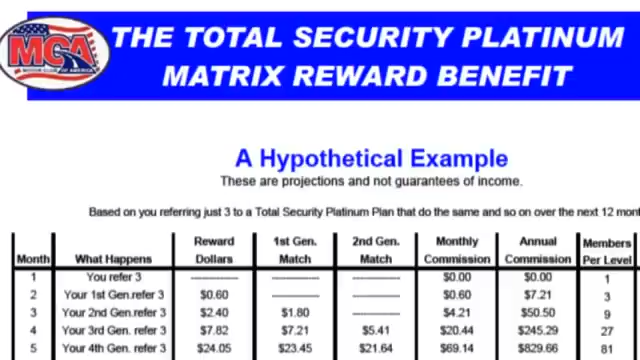 MCA
MOTOR CLUB OF AMERICA
THE TOTAL SECURITY PLATINUM
MATRIX REWARD BENEFIT
A Hypothetical Example
These are projections and not guarantees of income.
Based on you referring just 3 to a Total Security Platinum Plan that do the same and so on over the next 12 mont
Month What Happens Reward Dollars 1st Gen. Match 2nd Gen. Match Monthly Commission Annual Commission Members Per Level
1 You refer 3 ---------- ---------- ---------- $0.00 $0.00 1
2 Your 1st Gen.refer 3 $0.60 ---------- ---------- $0.60 $7.21 3
3 Your 2nd Gen.refer 3 $2.40 $1.80 ---------- $4.21 $50.50 9
4 Your 3rd Gen. refer 3 $7.82 $7.21 $5.41 $20.44 $245.29 27
5 Your 4th Gen. refer 3 $24.05 $23.45 $21.64 $69.14 $829.66 81